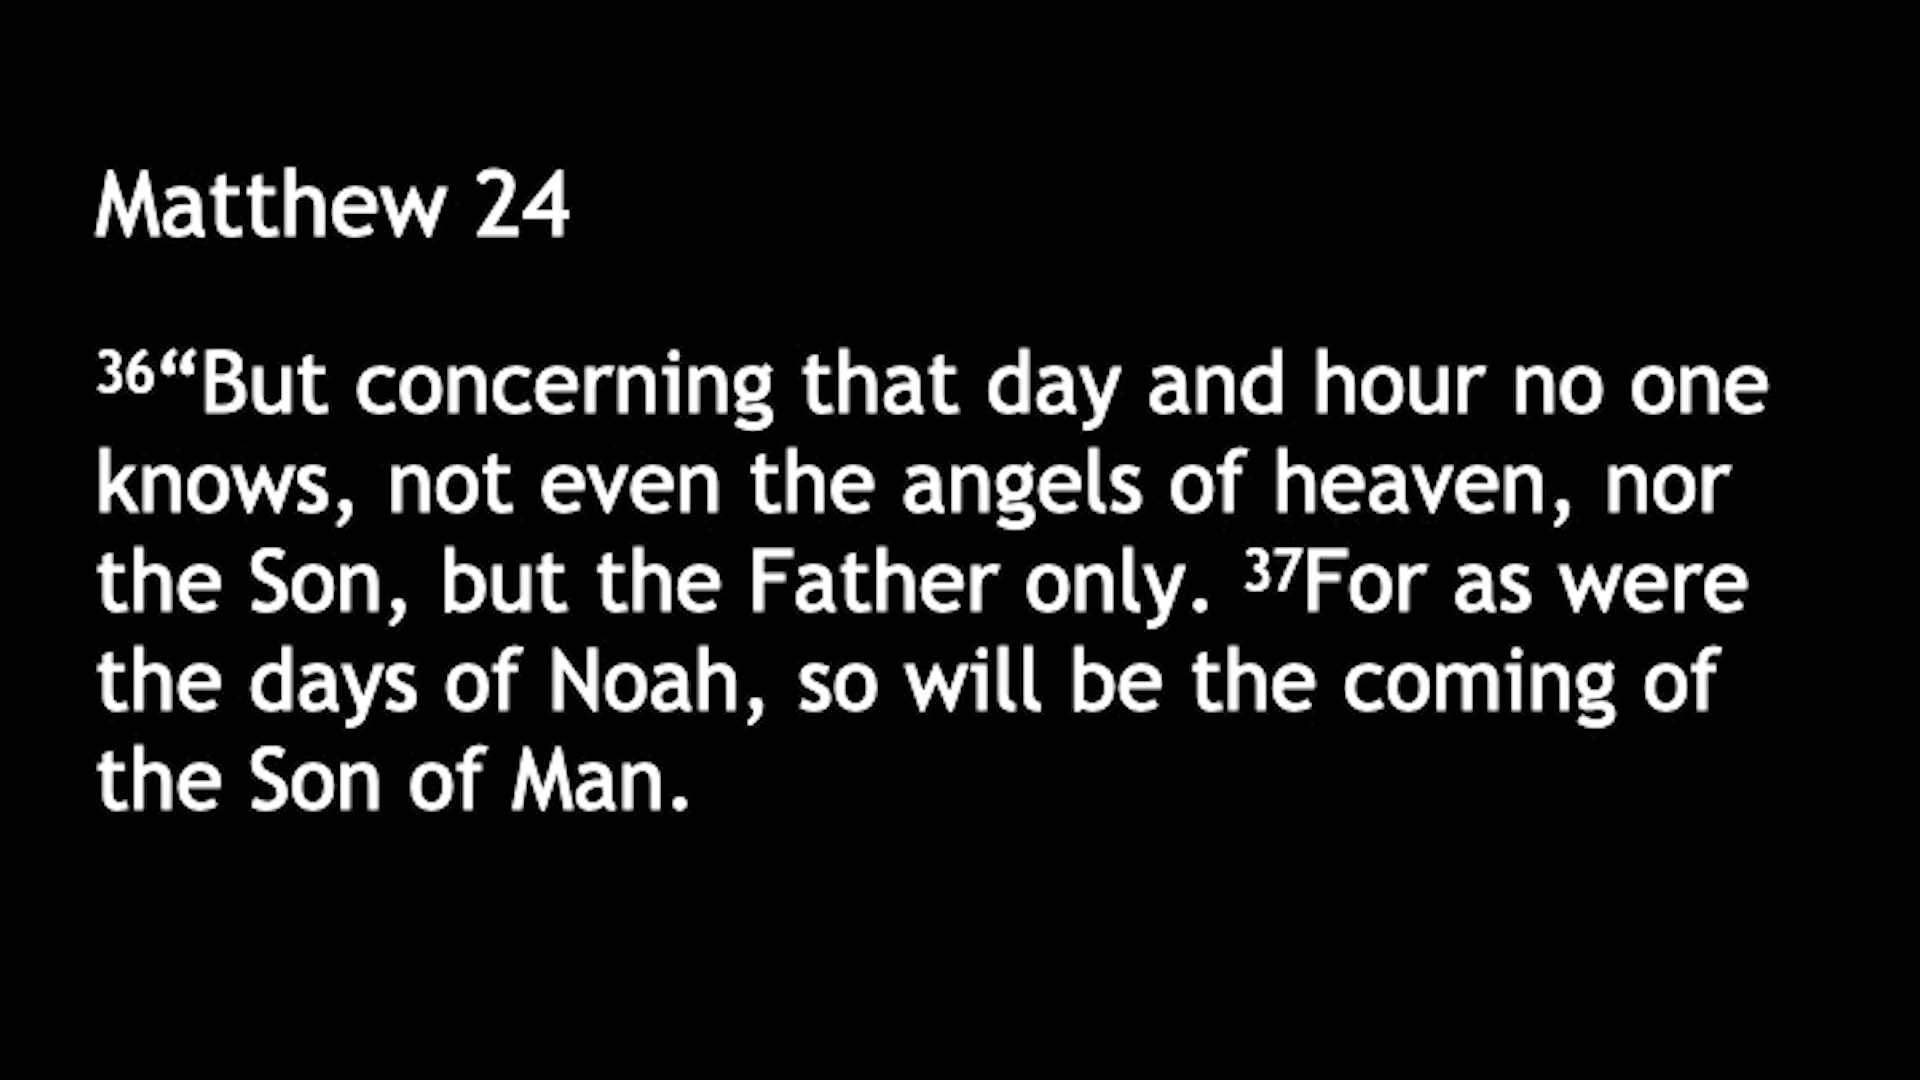 Matthew 24
36“But concerning that day and hour no one
knows, not even the angels of heaven, nor
the Son, but the Father only. 37For as were
the days of Noah, so will be the coming of
the Son of Man.